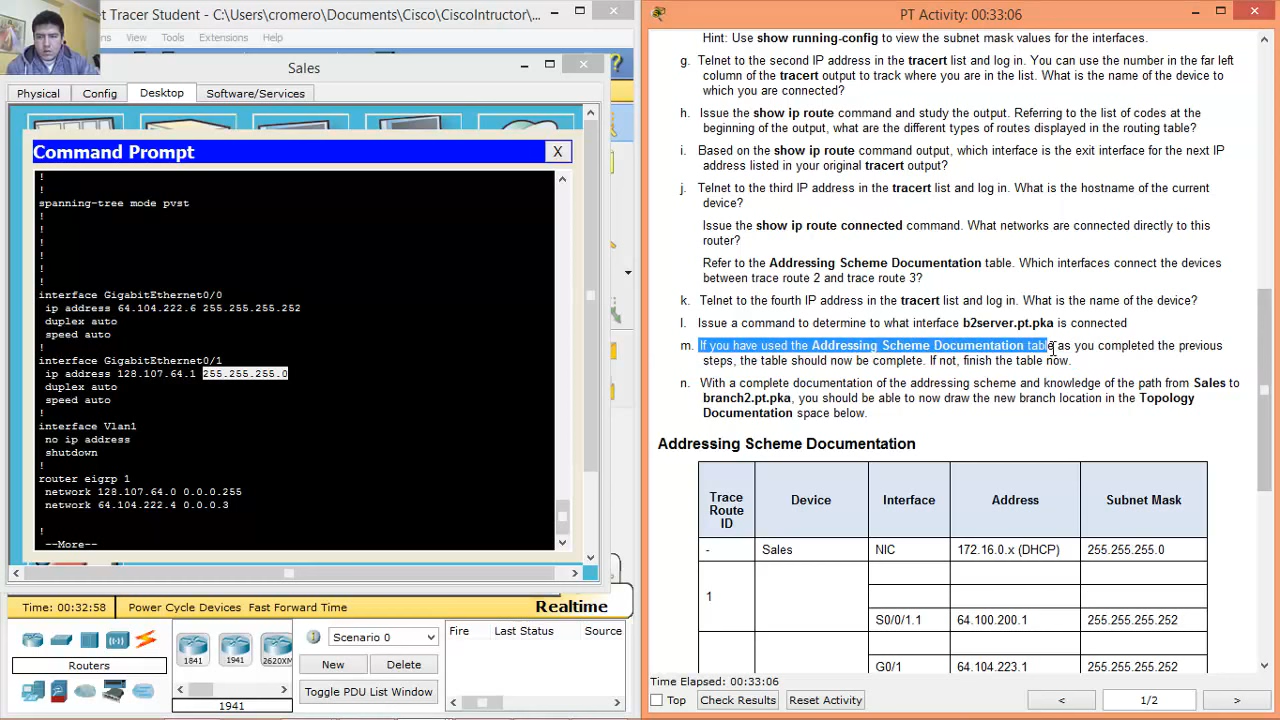 et Tracer Student - C:\Users\cromero\Documents\Cisco\CiscoIntructor\...
ns View Tools Extensions Help
Sales
Physical Config Desktop Software/Services
Command Prompt X
!
!
spanning-tree mode pvst
!
!
!
!
!
!
interface GigabitEthernet0/0
ip address 64.104.222.6 255.255.255.252
duplex auto
speed auto
!
interface GigabitEthernet0/1
ip address 128.107.64.1 255.255.255.0
duplex auto
speed auto
!
interface Vlan1
no ip address
shutdown
!
router eigrp 1
network 128.107.64.0 0.0.0.255
network 64.104.222.4 0.0.0.3
!
--More--
Time: 00:32:58 Power Cycle Devices Fast Forward Time Realtime
Routers
1841 1941 2620XM
1941
Scenario 0
New Delete
Toggle PDU List Window
Fire Last Status Source
PT Activity: 00:33:06
Hint: Use show running-config to view the subnet mask values for the interfaces.
g. Telnet to the second IP address in the tracert list and log in. You can use the number in the far left
column of the tracert output to track where you are in the list. What is the name of the device to
which you are connected?
h. Issue the show ip route command and study the output. Referring to the list of codes at the
beginning of the output, what are the different types of routes displayed in the routing table?
i. Based on the show ip route command output, which interface is the exit interface for the next IP
address listed in your original tracert output?
j. Telnet to the third IP address in the tracert list and log in. What is the hostname of the current
device?
Issue the show ip route connected command. What networks are connected directly to this
router?
Refer to the Addressing Scheme Documentation table. Which interfaces connect the devices
between trace route 2 and trace route 3?
k. Telnet to the fourth IP address in the tracert list and log in. What is the name of the device?
l. Issue a command to determine to what interface b2server.pt.pka is connected
m. If you have used the Addressing Scheme Documentation table as you completed the previous
steps, the table should now be complete. If not, finish the table now.
n. With a complete documentation of the addressing scheme and knowledge of the path from Sales to
branch2.pt.pka, you should be able to now draw the new branch location in the Topology
Documentation space below.
Addressing Scheme Documentation
Trace Route ID Device Interface Address Subnet Mask
- Sales NIC 172.16.0.x (DHCP) 255.255.255.0
1
S0/0/1.1 64.100.200.1 255.255.255.252
G0/1 64.104.223.1 255.255.255.252
Time Elapsed: 00:33:06
Top Check Results Reset Activity < 1/2 >